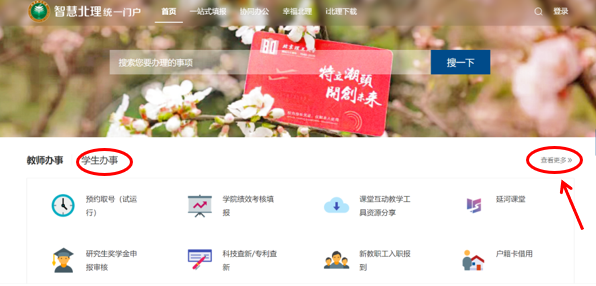 智慧北理统一门户 首页 一站式填报 协同办公 幸福北理 i北理下载 登录
80
特立潮頭
開創未来
搜索您要办理的事项 搜一下
教师办事 学生办事 查看更多 »
预约取号（试运行）
学院绩效考核填报
课堂互动教学工具资源分享
延河课堂
研究生奖学金申报审核
科技查新/专利查新
新教职工入职报到
户籍卡借用